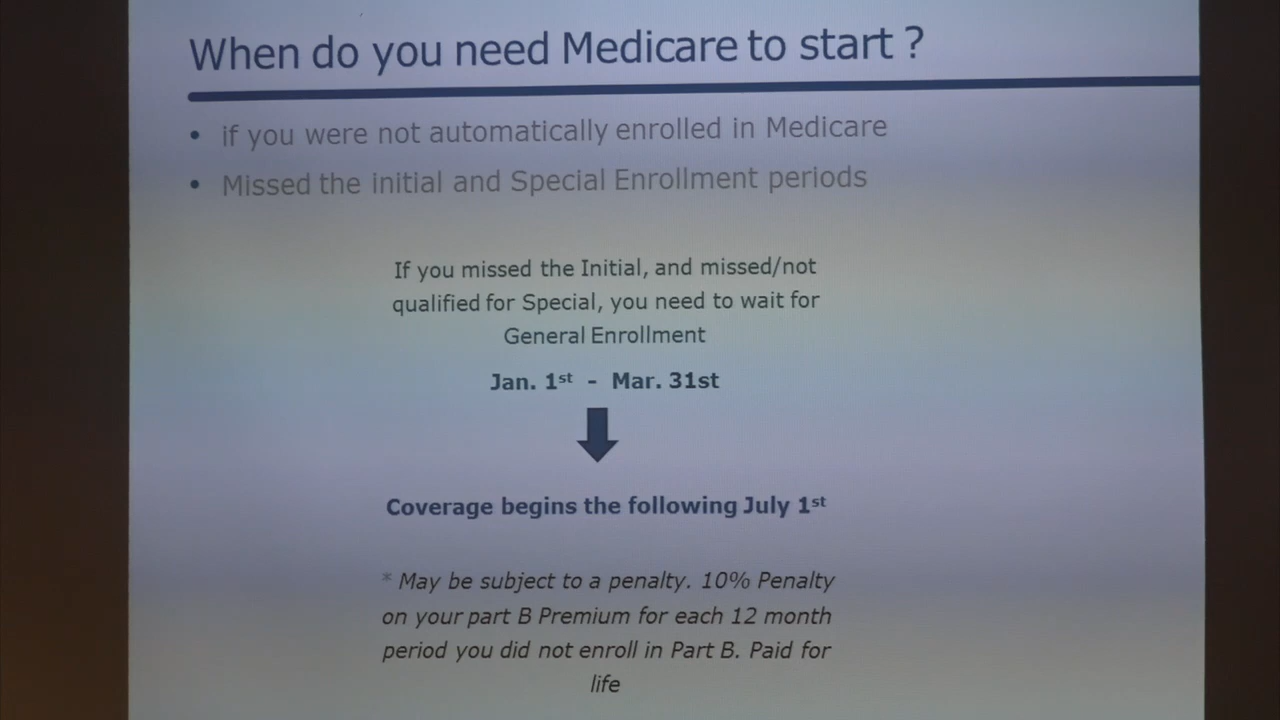 When do you need Medicare to start ?
• if you were not automatically enrolled in Medicare
• Missed the initial and Special Enrollment periods
If you missed the Initial, and missed/not
qualified for Special, you need to wait for
General Enrollment
Jan. 1st - Mar. 31st
Coverage begins the following July 1st
* May be subject to a penalty. 10% Penalty
on your part B Premium for each 12 month
period you did not enroll in Part B. Paid for
life